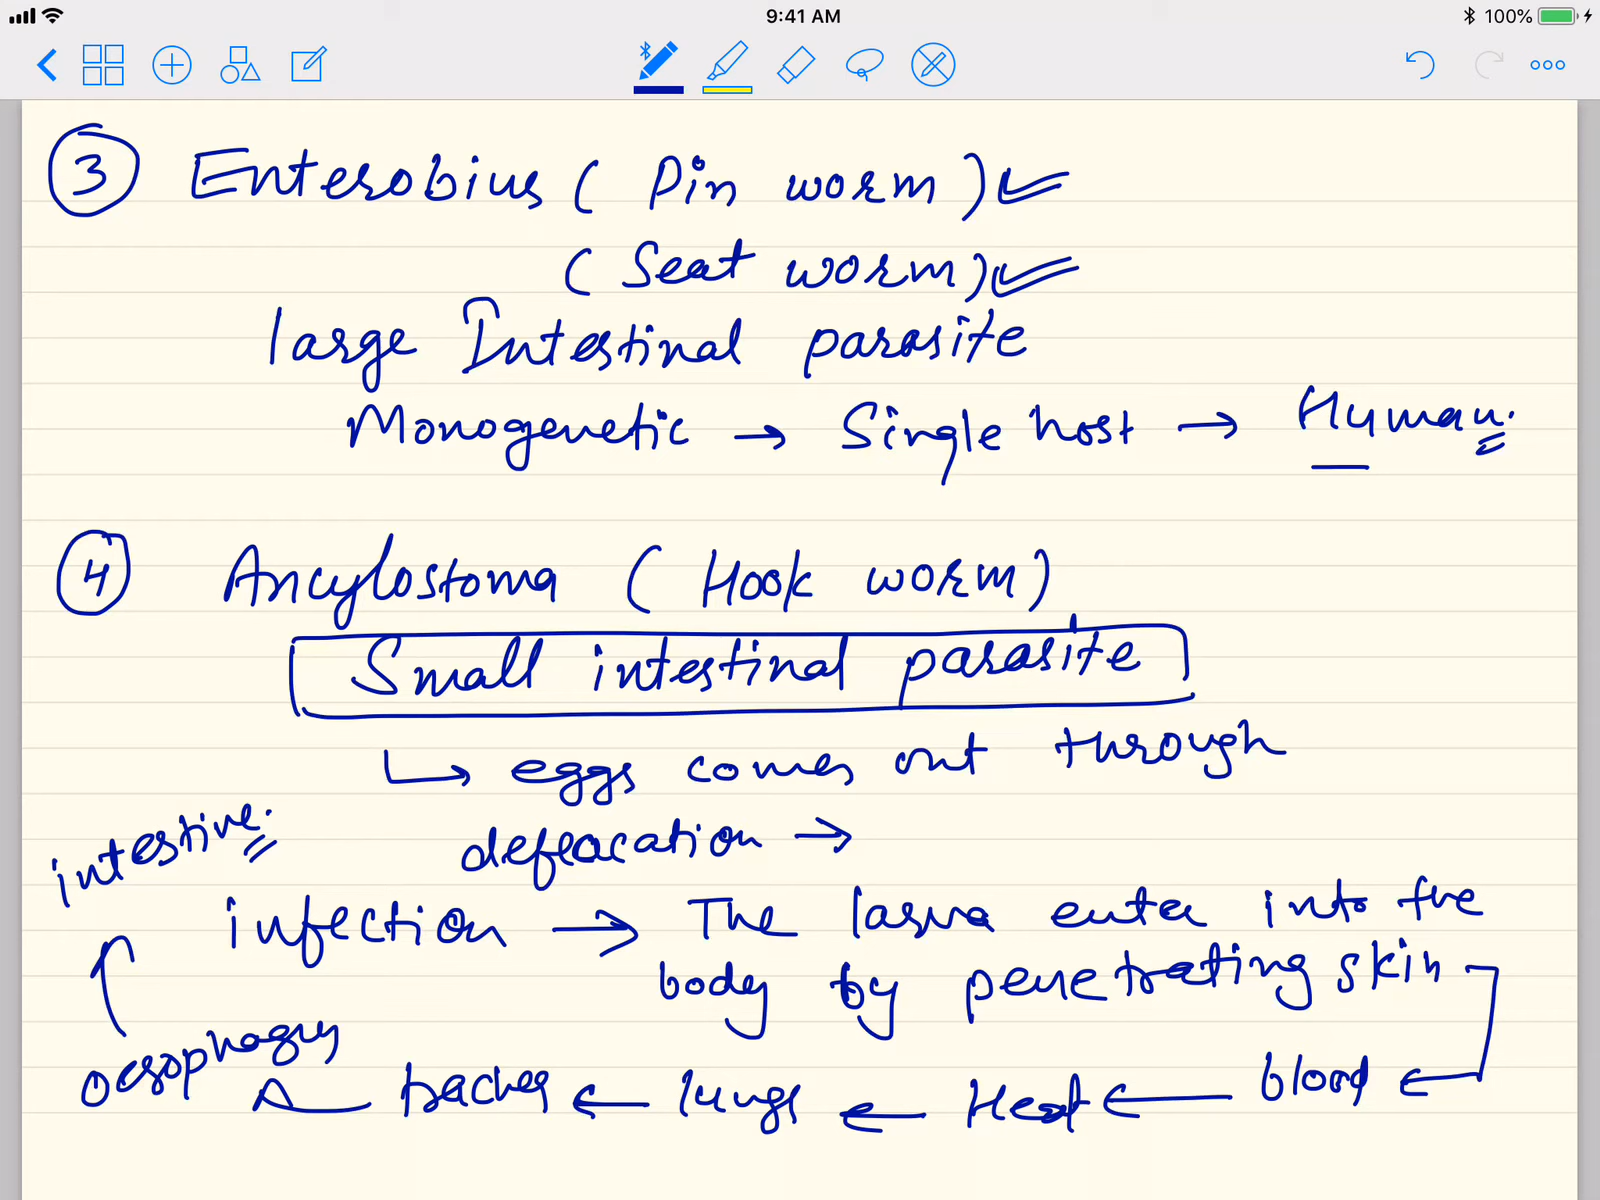 9:41 AM
100%
3 Enterobius ( Pin worm )
( Seat worm )
large Intestinal parasite
Monogenetic → Single host → Human.
4 Ancylostoma ( Hook worm )
Small intestinal parasite
↳ eggs comes out through
defeacation →
infection → The larva enter into the
body by penetrating skin
blood ← 
Heart ←
lungs ←
trachea ←
oesophagus
intestine.